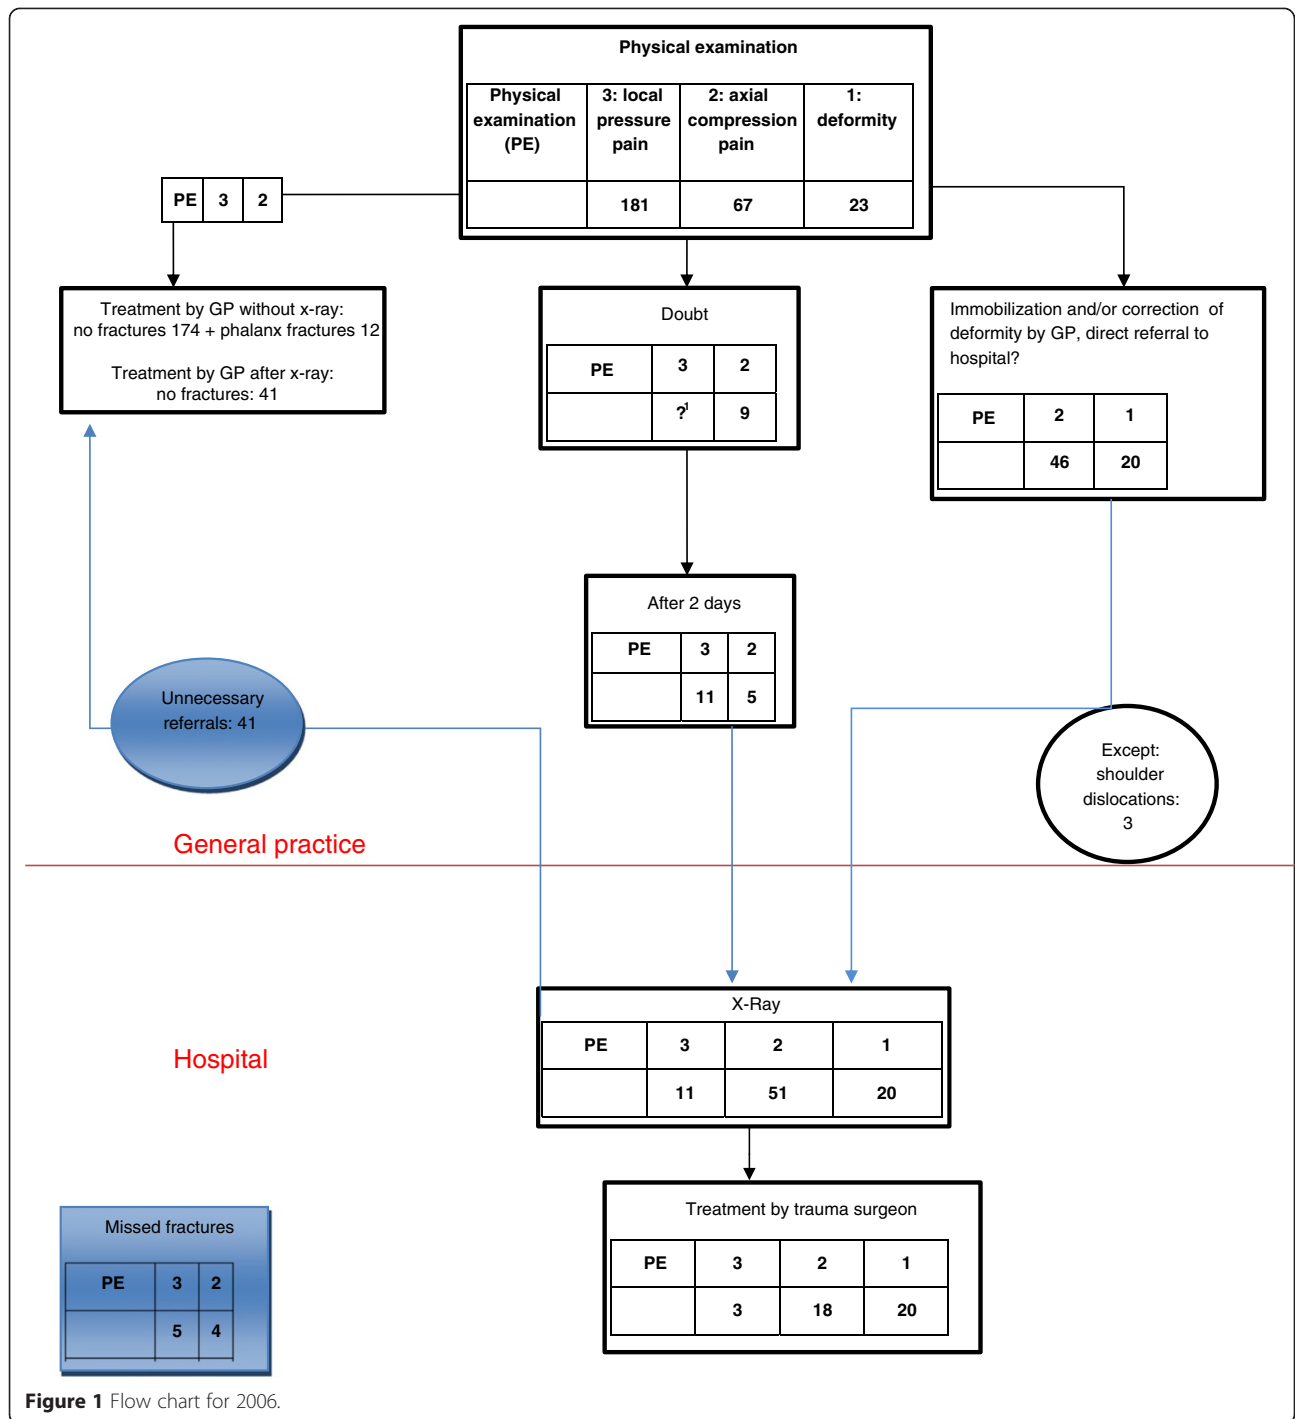 Physical examination
Physical examination (PE) 3: local pressure pain 2: axial compression pain 1: deformity
181 67 23
PE 3 2
Treatment by GP without x-ray:
no fractures 174 + phalanx fractures 12
Treatment by GP after x-ray:
no fractures: 41
Doubt
PE 3 2
?1 9
Immobilization and/or correction of
deformity by GP, direct referral to
hospital?
PE 2 1
46 20
After 2 days
PE 3 2
11 5
Unnecessary
referrals: 41
Except:
shoulder
dislocations:
3
General practice
Hospital
X-Ray
PE 3 2 1
11 51 20
Treatment by trauma surgeon
PE 3 2 1
3 18 20
Missed fractures
PE 3 2
5 4
Figure 1 Flow chart for 2006.